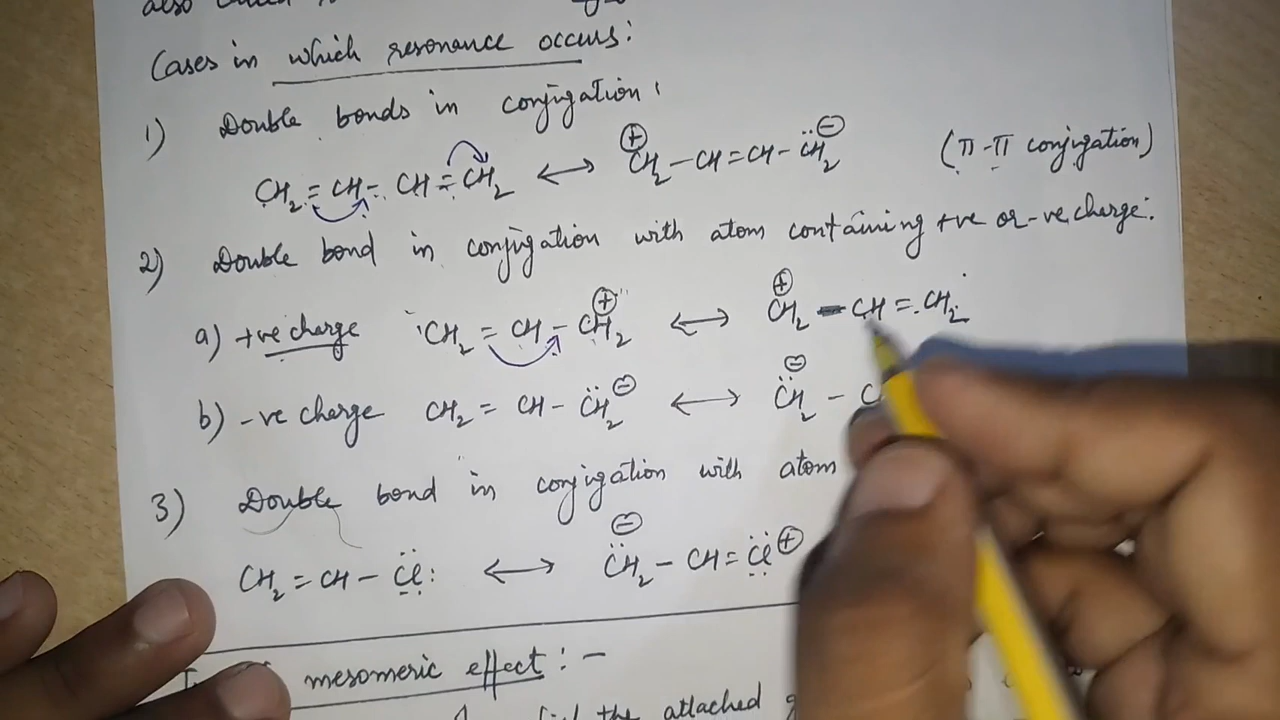 also
Cases in which resonance occurs:
1) Double bonds in conjugation:
CH₂ = CH - CH = CH₂ ↔ ⊕CH₂ - CH = CH - C̈H₂⊖ (π-π conjugation)
2) Double bond in conjugation with atom containing +ve or -ve charge:
a) +ve charge CH₂ = CH - CH₂⊕ ↔ ⊕CH₂ - CH = CH₂
b) -ve charge CH₂ = CH - C̈H₂⊖ ↔ ⊖C̈H₂ - C
3) Double bond in conjigation with atom
CH₂ = CH - C̈l: ↔ ⊖C̈H₂ - CH = C̈l⊕
mesomeric effect : -
the attached